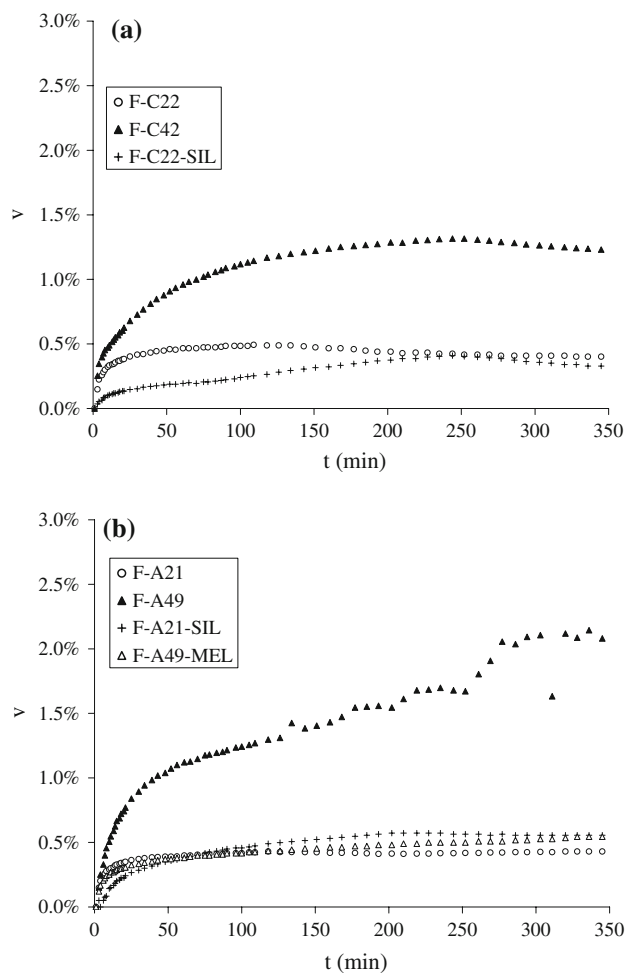 (a)
3.0%
2.5%
2.0%
1.5%
1.0%
0.5%
0.0%
v
F-C22
F-C42
F-C22-SIL
0 50 100 150 200 250 300 350
t (min)
(b)
3.0%
2.5%
2.0%
1.5%
1.0%
0.5%
0.0%
v
F-A21
F-A49
F-A21-SIL
F-A49-MEL
0 50 100 150 200 250 300 350
t (min)